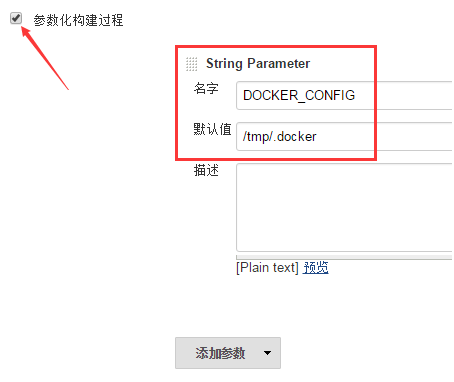 参数化构建过程
String Parameter
名字
DOCKER_CONFIG
默认值
/tmp/.docker
描述
[Plain text] 预览
添加参数